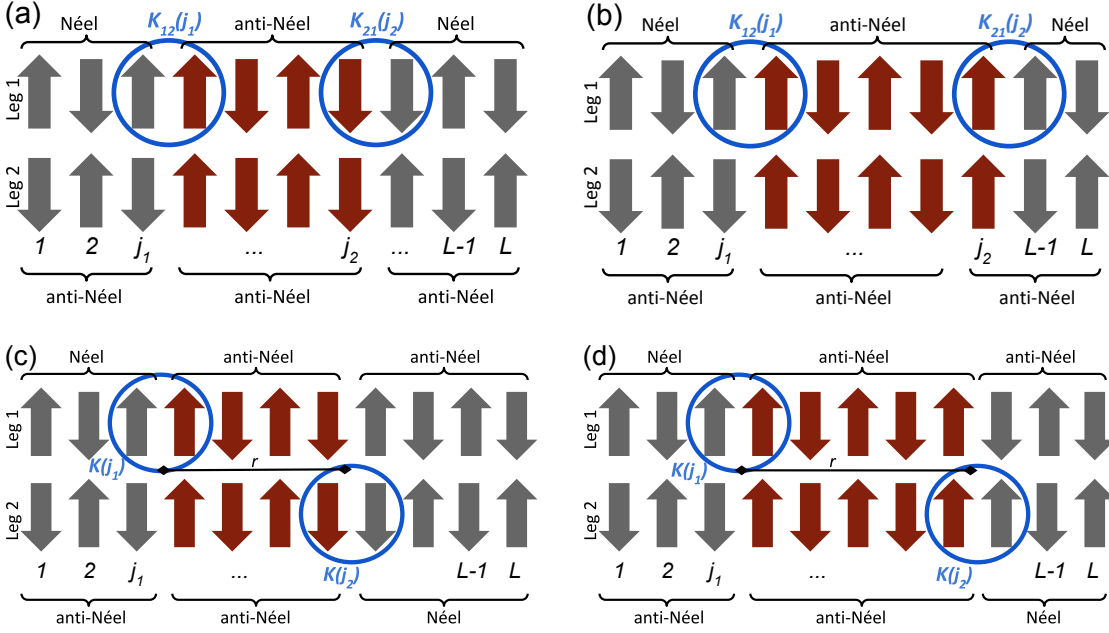 (a)
Néel K₁₂(j₁) anti-Néel K₂₁(j₂) Néel
Leg 1
Leg 2
1 2 j₁ ... j₂ ... L-1 L
anti-Néel anti-Néel anti-Néel
(b)
Néel K₁₂(j₁) anti-Néel K₂₁(j₂) Néel
Leg 1
Leg 2
1 2 j₁ ... j₂ L-1 L
anti-Néel anti-Néel anti-Néel
(c)
Néel anti-Néel anti-Néel
Leg 1
K(j₁) r
Leg 2
1 2 j₁ ... K(j₂) L-1 L
anti-Néel anti-Néel Néel
(d)
Néel anti-Néel anti-Néel
Leg 1
K(j₁) r
Leg 2
1 2 j₁ ... K(j₂) L-1 L
anti-Néel anti-Néel Néel